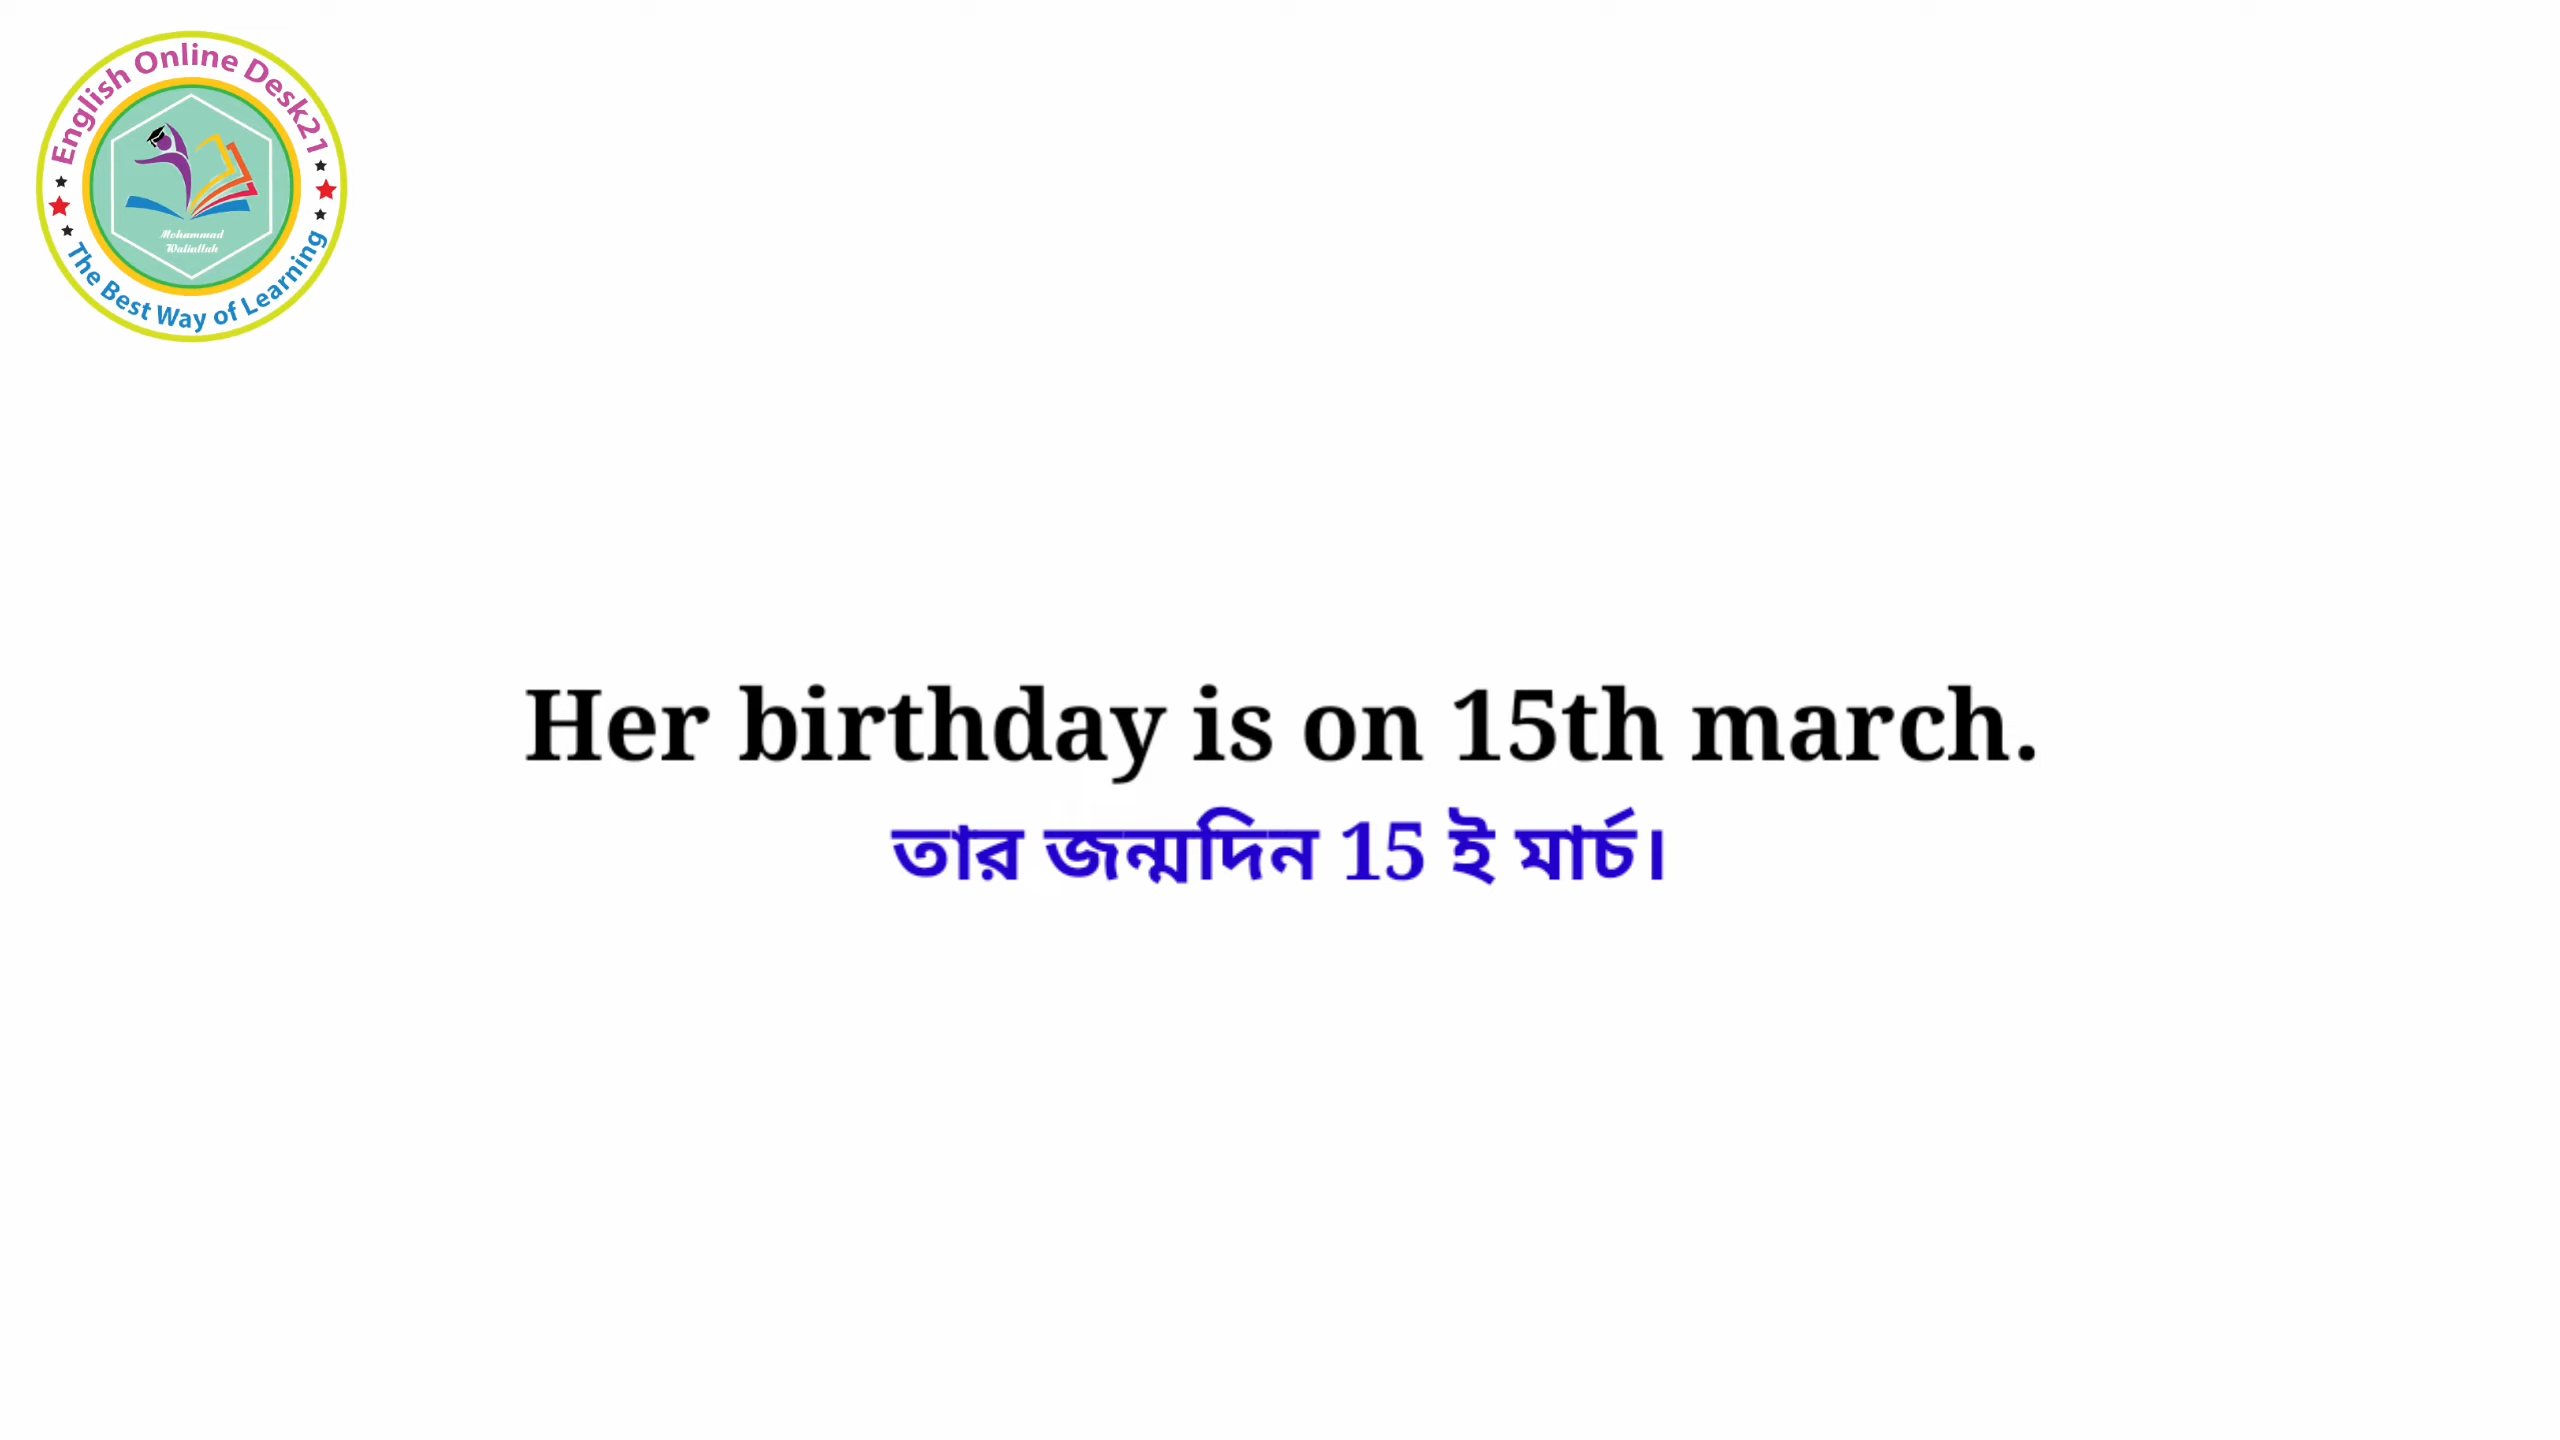 English Online Desk21
Mohammad
Waliullah
The Best Way of Learning
Her birthday is on 15th march.
তার জন্মদিন 15 ই মার্চ।